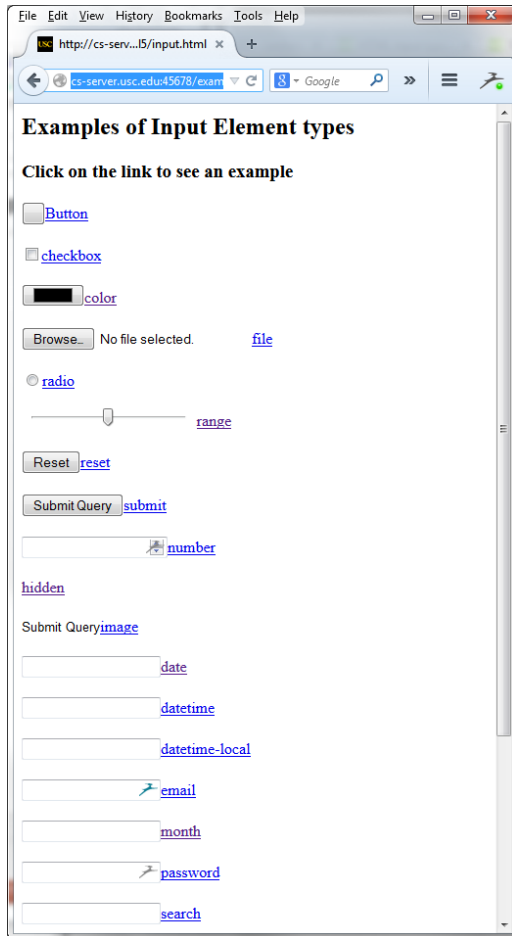 File Edit View History Bookmarks Tools Help
http://cs-serv...l5/input.html × +
cs-server.usc.edu:45678/exam Google
Examples of Input Element types
Click on the link to see an example
Button
checkbox
color
Browse… No file selected. file
radio
range
Reset reset
Submit Query submit
number
hidden
Submit Query image
date
datetime
datetime-local
email
month
password
search